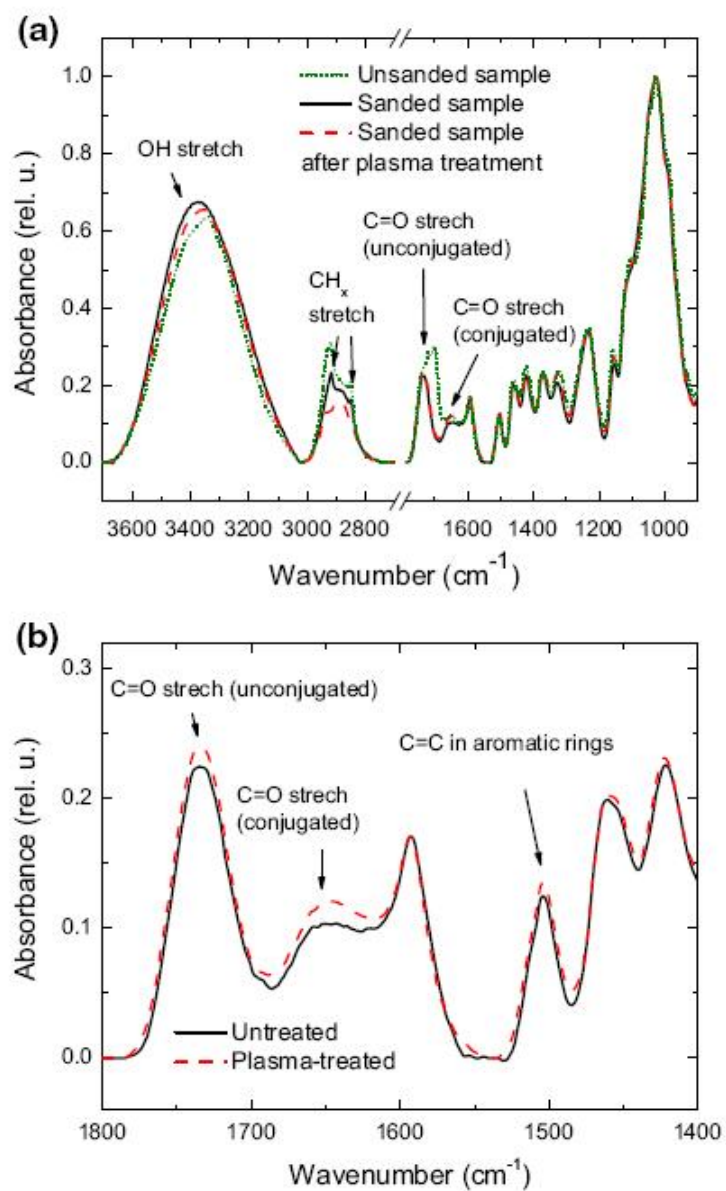 (a)
Unsanded sample
Sanded sample
Sanded sample
after plasma treatment
OH stretch
CHx
stretch
C=O strech
(unconjugated)
C=O strech
(conjugated)
Absorbance (rel. u.)
1.0
0.8
0.6
0.4
0.2
0.0
3600 3400 3200 3000 2800 1600 1400 1200 1000
Wavenumber (cm-1)
(b)
C=O strech (unconjugated)
C=O strech
(conjugated)
C=C in aromatic rings
Absorbance (rel. u.)
0.3
0.2
0.1
0.0
Untreated
Plasma-treated
1800 1700 1600 1500 1400
Wavenumber (cm-1)